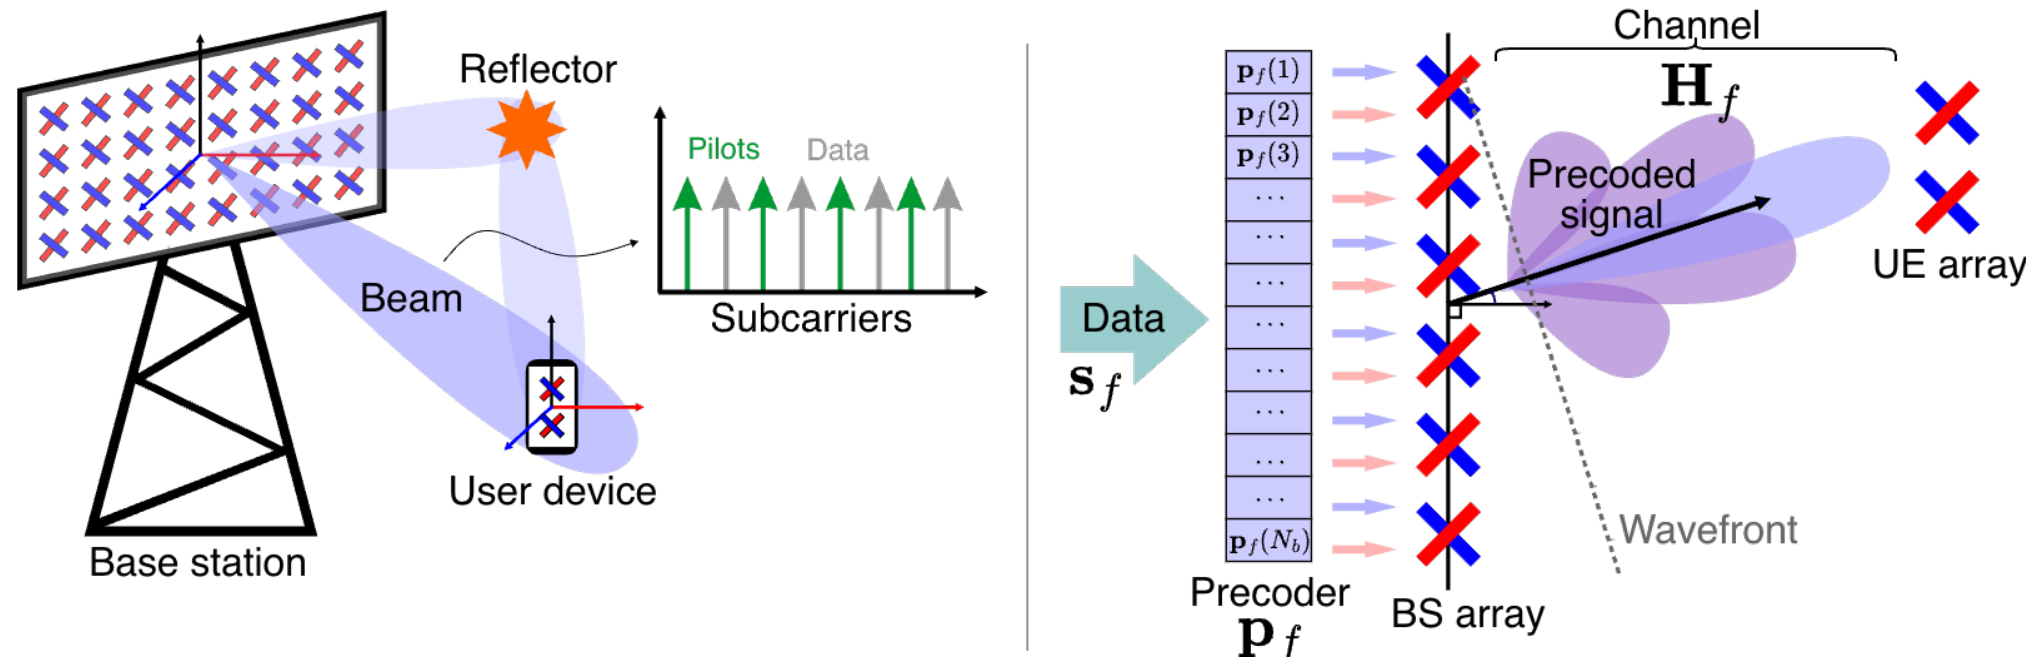 Reflector
Pilots
Data
Beam
Subcarriers
User device
Base station
Data
𝐬_f
𝐩_f(1)
𝐩_f(2)
𝐩_f(3)
...
...
...
...
...
...
...
...
𝐩_f(N_b)
Precoder
𝐩_f
BS array
Channel
𝐇_f
Precoded
signal
UE array
Wavefront